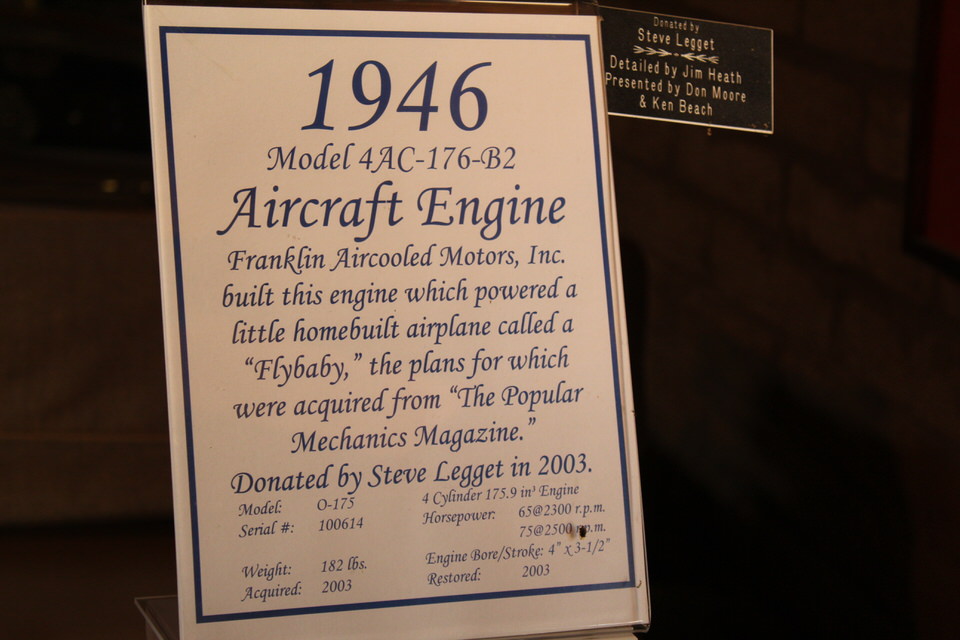 1946
Model 4AC-176-B2
Aircraft Engine
Franklin Aircooled Motors, Inc.
built this engine which powered a
little homebuilt airplane called a
“Flybaby,” the plans for which
were acquired from “The Popular
Mechanics Magazine.”
Donated by Steve Legget in 2003.
Model: O-175
Serial #: 100614
Weight: 182 lbs.
Acquired: 2003
4 Cylinder 175.9 in³ Engine
Horsepower: 65@2300 r.p.m.
75@2500 r.p.m.
Engine Bore/Stroke: 4” x 3-1/2”
Restored: 2003
Donated by
Steve Legget
Detailed by Jim Heath
Presented by Don Moore
& Ken Beach